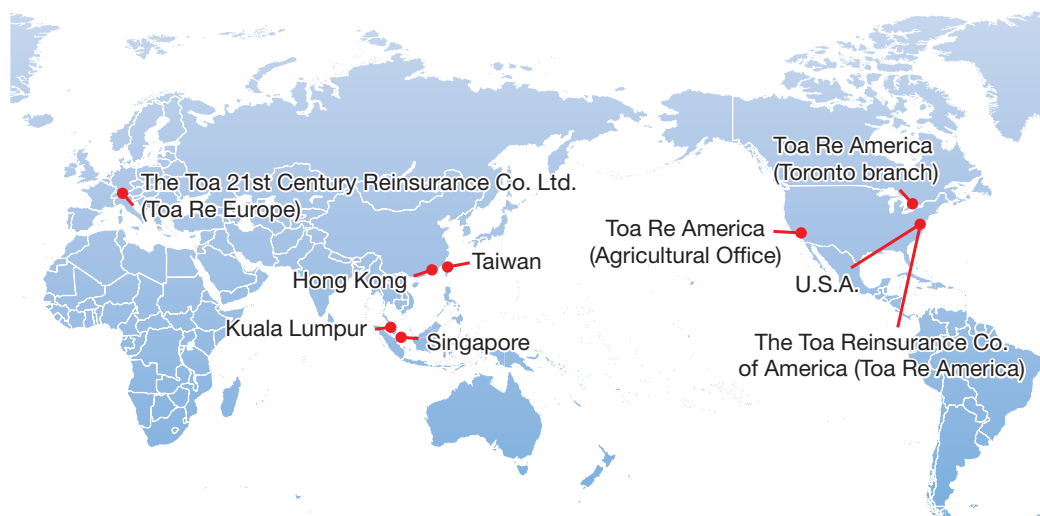 The Toa 21st Century Reinsurance Co. Ltd.
(Toa Re Europe)
Taiwan
Hong Kong
Kuala Lumpur
Singapore
Toa Re America
(Toronto branch)
Toa Re America
(Agricultural Office)
U.S.A.
The Toa Reinsurance Co.
of America (Toa Re America)